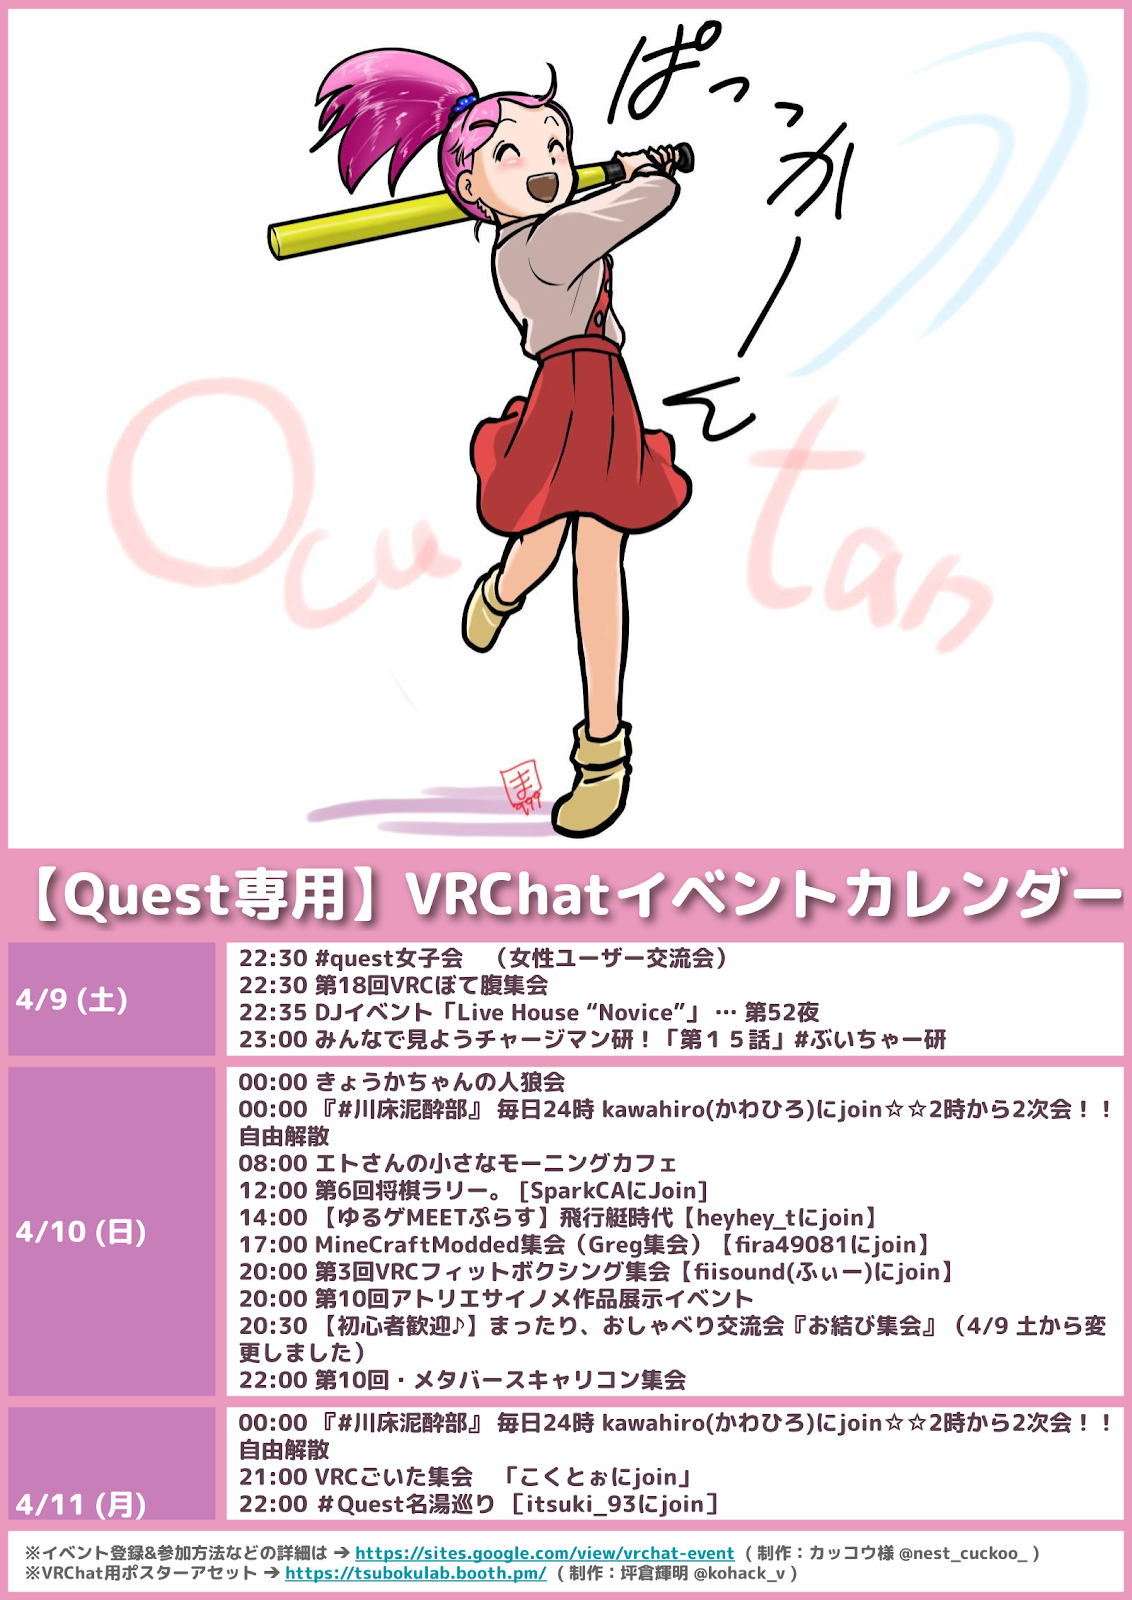 ぱっっかーん
Ocutan
ま
999
【Quest専用】VRChatイベントカレンダー
4/9 (土)
22:30 #quest女子会　（女性ユーザー交流会）
22:30 第18回VRCぽて腹集会
22:35 DJイベント「Live House “Novice”」 … 第52夜
23:00 みんなで見ようチャージマン研！「第１５話」#ぶいちゃー研
4/10 (日)
00:00 きょうかちゃんの人狼会
00:00 『#川床泥酔部』 毎日24時 kawahiro(かわひろ)にjoin☆☆2時から2次会！！
自由解散
08:00 エトさんの小さなモーニングカフェ
12:00 第6回将棋ラリー。 [SparkCAにJoin]
14:00 【ゆるゲMEETぷらす】飛行艇時代【heyhey_tにjoin】
17:00 MineCraftModded集会（Greg集会）【fira49081にjoin】
20:00 第3回VRCフィットボクシング集会【fiisound(ふぃー)にjoin】
20:00 第10回アトリエサイノメ作品展示イベント
20:30 【初心者歓迎♪】まったり、おしゃべり交流会『お結び集会』（4/9 土から変
更しました）
22:00 第10回・メタバースキャリコン集会
4/11 (月)
00:00 『#川床泥酔部』 毎日24時 kawahiro(かわひろ)にjoin☆☆2時から2次会！！
自由解散
21:00 VRCごいた集会　「こくとぉにjoin」
22:00 ＃Quest名湯巡り ［itsuki_93にjoin］
※イベント登録&参加方法などの詳細は ➔ https://sites.google.com/view/vrchat-event （ 制作：カッコウ様 @nest_cuckoo_ ）
※VRChat用ポスターアセット ➔ https://tsubokulab.booth.pm/ （ 制作：坪倉輝明 @kohack_v ）